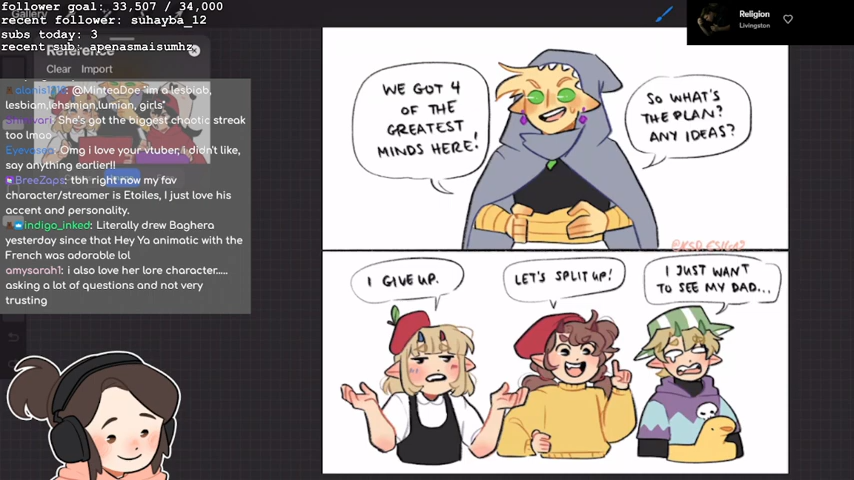 follower goal: 33,507 / 34,000
recent follower: suhayba_12
subs today: 3
recent sub: apenasmaisumhz
Reference
Clear Import
@MinteaDoe "im a lesbiab,
lesbiam,lehsmian,lumian, girls"
She's got the biggest chaotic streak
too lmao
Omg i love your vtuber, i didn't like,
say anything earlier!!
BreeZaps: tbh right now my fav
character/streamer is Etoiles, I just love his
accent and personality.
indigo_inked: Literally drew Baghera
yesterday since that Hey Ya animatic with the
French was adorable lol
amysarah1: i also love her lore character.....
asking a lot of questions and not very
trusting
Religion
Livingston
WE GOT 4
OF THE
GREATEST
MINDS HERE!
SO WHAT'S
THE PLAN?
ANY IDEAS?
I GIVE UP.
LET'S SPLIT UP!
I JUST WANT
TO SEE MY DAD...